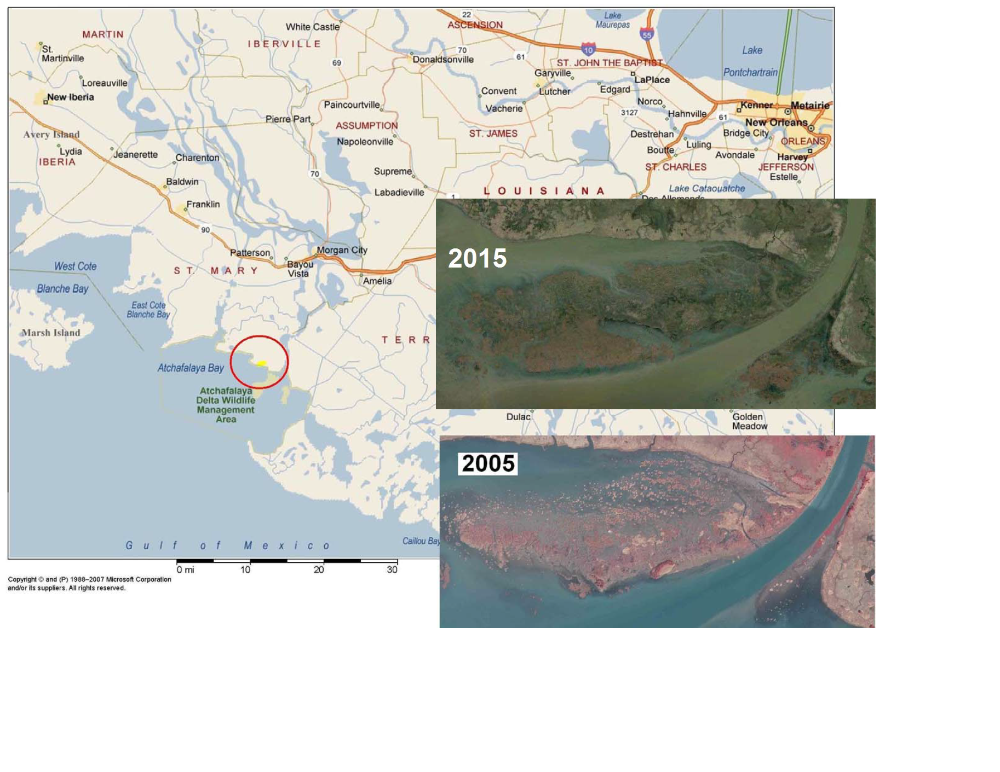 22
Lake
Maurepas
ASCENSION
White Castle
MARTIN
IBERVILLE
55
St.
Martinville
10
70
61
Lake
Donaldsonville
69
ST. JOHN THE BAPTIST
Pontchartrain
Garyville
LaPlace
Loreauville
Edgard
Convent
Lutcher
New Iberia
Norco
Paincourtville
Vacherie
Kenner
Metairie
3127
Hahnville
61
Pierre Part
New Orleans
ASSUMPTION
Avery Island
ST. JAMES
Destrehan
Bridge City
Napoleonville
ORLEANS
Luling
Lydia
Jeanerette
Boutte
Avondale
Harvey
IBERIA
Charenton
ST. CHARLES
JEFFERSON
70
Supreme
Estelle
Baldwin
Lake Cataouatche
Labadieville
LOUISIANA
1
Des Allemands
Franklin
90
Patterson
Morgan City
2015
West Cote
Blanche Bay
ST. MARY
Bayou
Vista
Amelia
East Cote
Blanche Bay
Marsh Island
TERR
Atchafalaya Bay
Atchafalaya
Delta Wildlife
Management
Area
Dulac
Golden
Meadow
2005
Gulf of Mexico
Caillou Bay
0 mi 10 20 30
Copyright © and (P) 1988–2007 Microsoft Corporation
and/or its suppliers. All rights reserved.